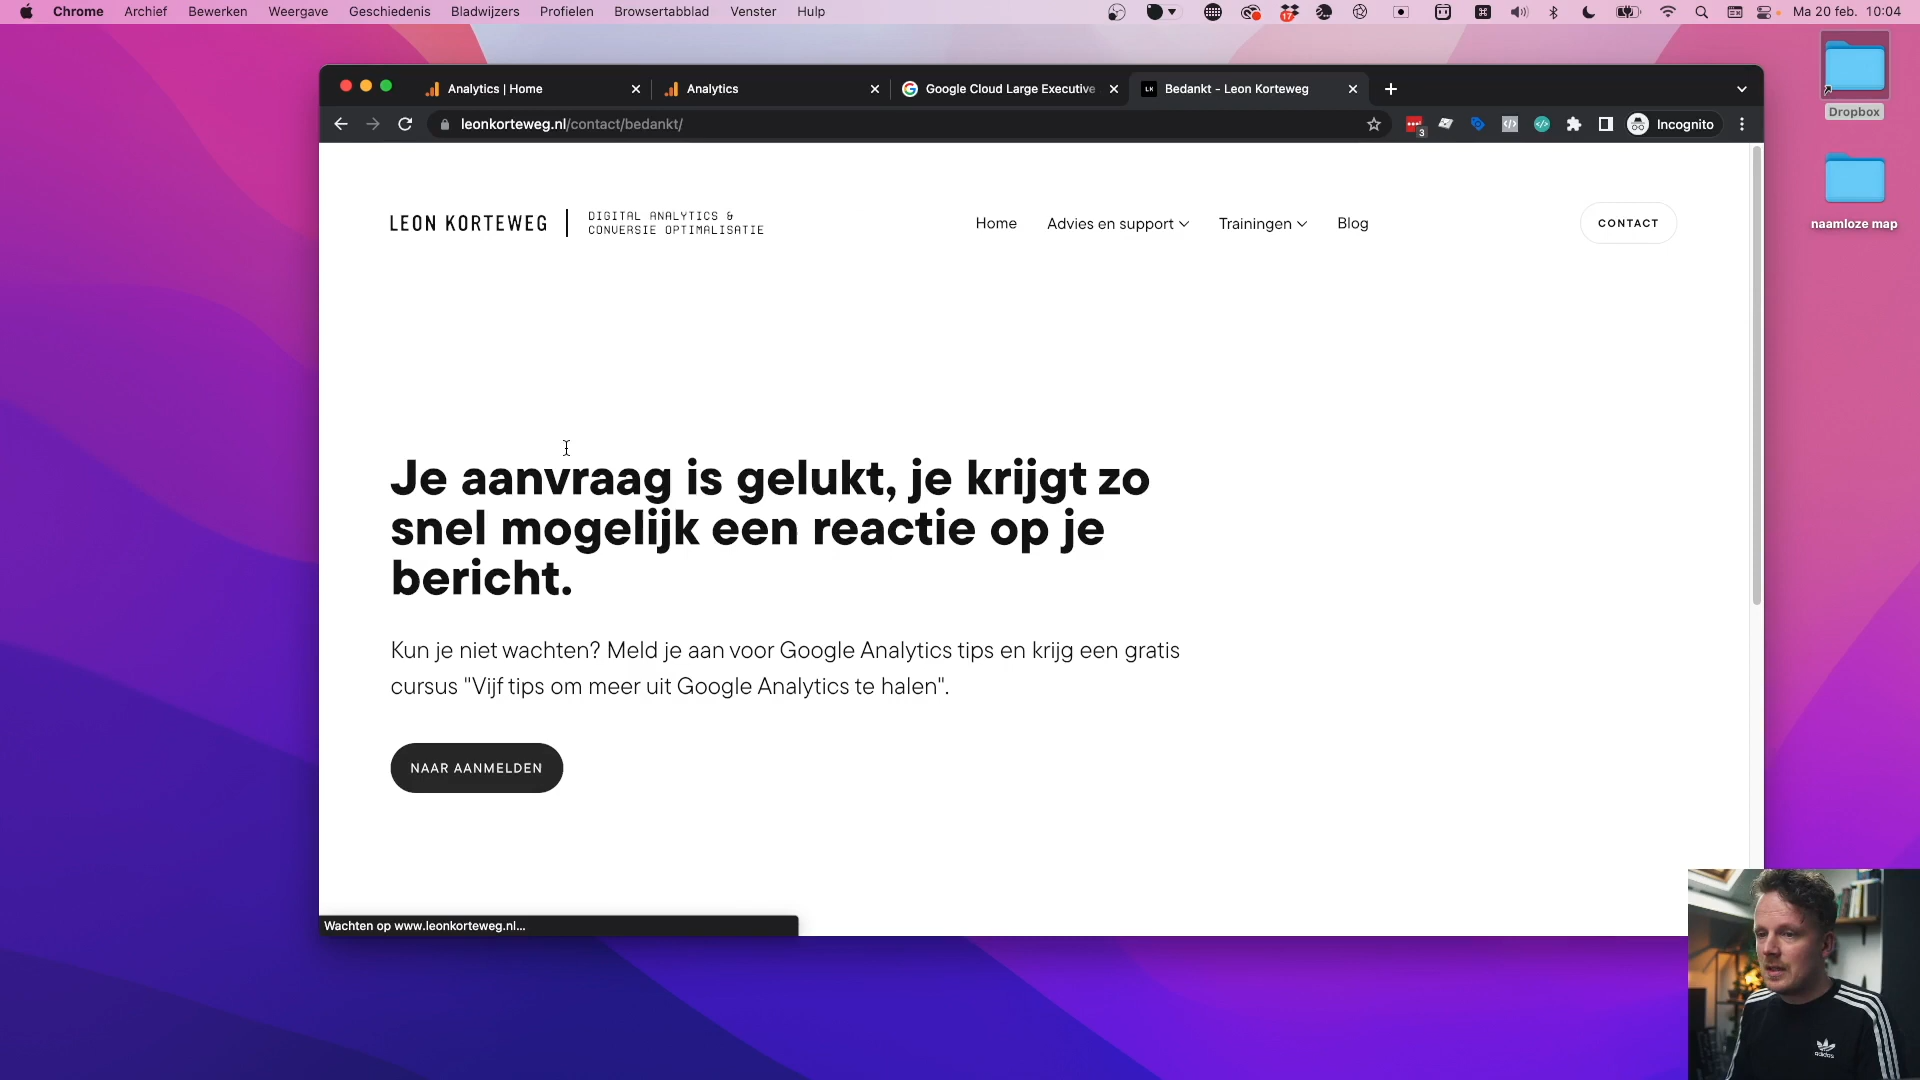 Chrome Archief Bewerken Weergave Geschiedenis Bladwijzers Profielen Browsertabblad Venster Hulp
17
Ma 20 feb. 10:04
Dropbox
naamloze map
Analytics | Home
Analytics
Google Cloud Large Executive
Bedankt - Leon Korteweg
leonkorteweg.nl/contact/bedankt/
3
Incognito
LEON KORTEWEG
DIGITAL ANALYTICS &
CONVERSIE OPTIMALISATIE
Home Advies en support Trainingen Blog
CONTACT
Je aanvraag is gelukt, je krijgt zo
snel mogelijk een reactie op je
bericht.
Kun je niet wachten? Meld je aan voor Google Analytics tips en krijg een gratis
cursus "Vijf tips om meer uit Google Analytics te halen".
NAAR AANMELDEN
Wachten op www.leonkorteweg.nl...
adidas